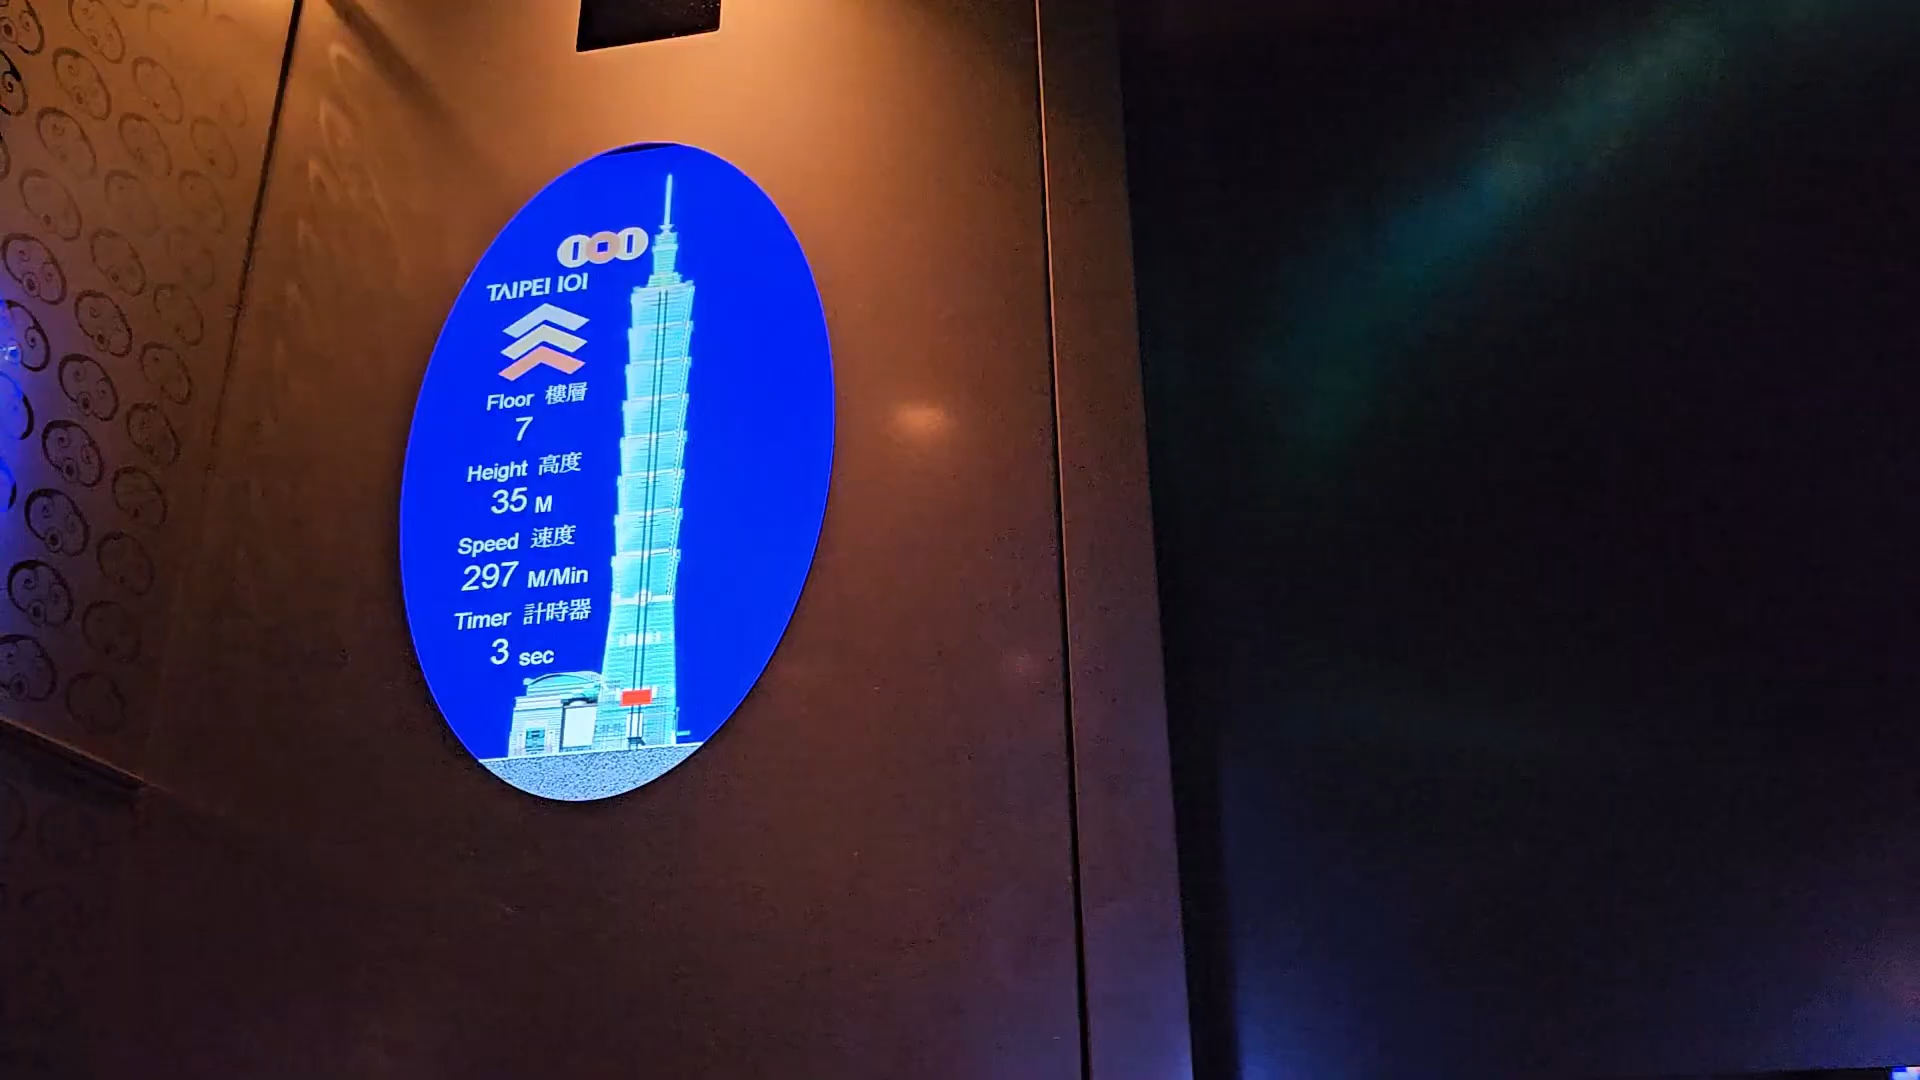 TAIPEI 101
Floor 樓層
7
Height 高度
35 M
Speed 速度
297 M/Min
Timer 計時器
3 sec